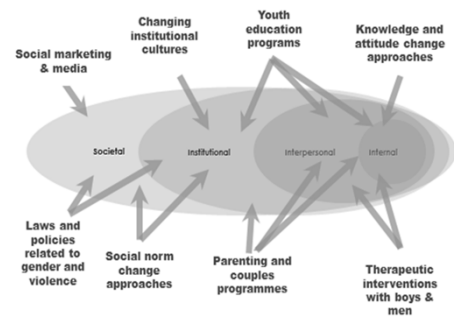 Changing
institutional
cultures
Youth
education
programs
Knowledge and
attitude change
approaches
Social marketing
& media
Societal
Institutional
Interpersonal
Internal
Laws and
policies
related to
gender and
violence
Social norm
change
approaches
Parenting and
couples
programmes
Therapeutic
interventions
with boys &
men